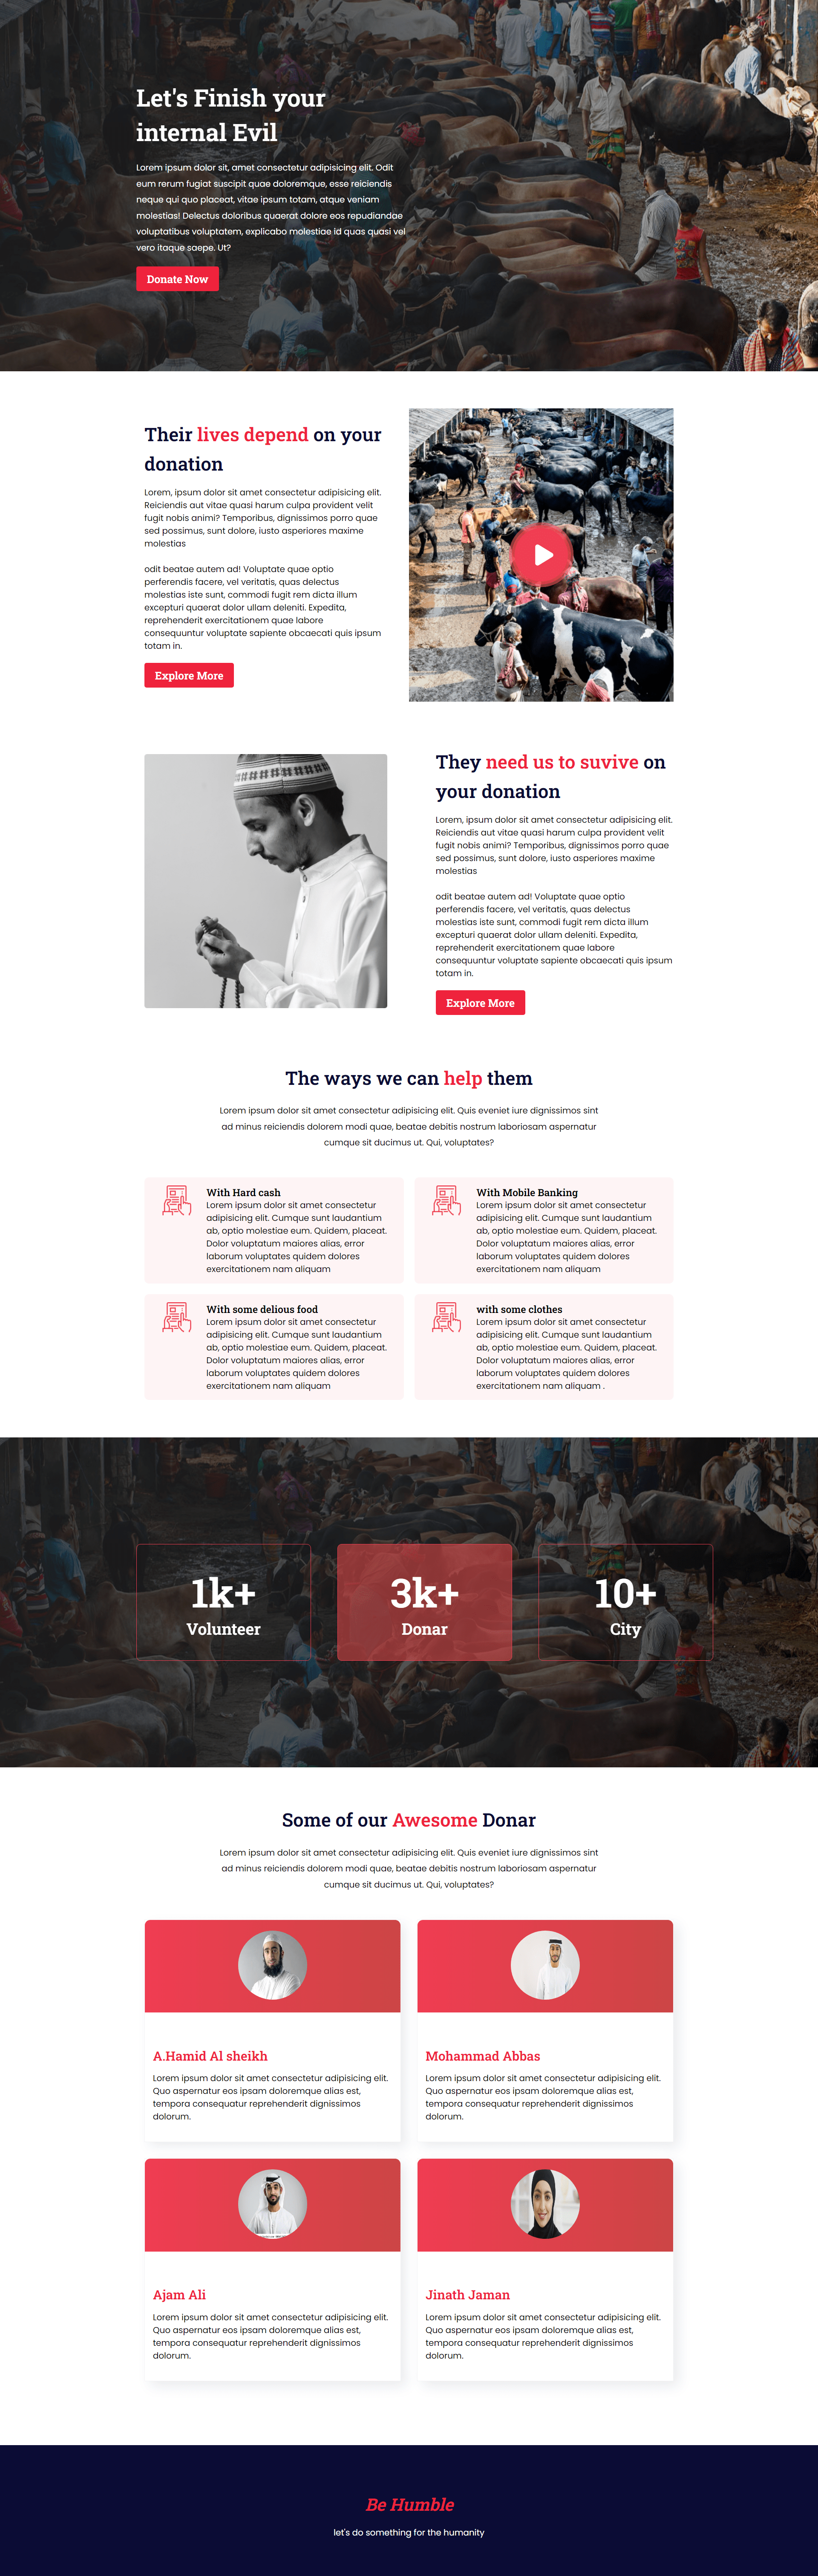 Let's Finish your
internal Evil
Lorem ipsum dolor sit, amet consectetur adipisicing elit. Odit
eum rerum fugiat suscipit quae doloremque, esse reiciendis
neque qui quo placeat, vitae ipsum totam, atque veniam
molestias! Delectus doloribus quaerat dolore eos repudiandae
voluptatibus voluptatem, explicabo molestiae id quas quasi vel
vero itaque saepe. Ut?
Donate Now
Their lives depend on your
donation
Lorem, ipsum dolor sit amet consectetur adipisicing elit.
Reiciendis aut vitae quasi harum culpa provident velit
fugit nobis animi? Temporibus, dignissimos porro quae
sed possimus, sunt dolore, iusto asperiores maxime
molestias
odit beatae autem ad! Voluptate quae optio
perferendis facere, vel veritatis, quas delectus
molestias iste sunt, commodi fugit rem dicta illum
excepturi quaerat dolor ullam deleniti. Expedita,
reprehenderit exercitationem quae labore
consequuntur voluptate sapiente obcaecati quis ipsum
totam in.
Explore More
They need us to suvive on
your donation
Lorem, ipsum dolor sit amet consectetur adipisicing elit.
Reiciendis aut vitae quasi harum culpa provident velit
fugit nobis animi? Temporibus, dignissimos porro quae
sed possimus, sunt dolore, iusto asperiores maxime
molestias
odit beatae autem ad! Voluptate quae optio
perferendis facere, vel veritatis, quas delectus
molestias iste sunt, commodi fugit rem dicta illum
excepturi quaerat dolor ullam deleniti. Expedita,
reprehenderit exercitationem quae labore
consequuntur voluptate sapiente obcaecati quis ipsum
totam in.
Explore More
The ways we can help them
Lorem ipsum dolor sit amet consectetur adipisicing elit. Quis eveniet iure dignissimos sint
ad minus reiciendis dolorem modi quae, beatae debitis nostrum laboriosam aspernatur
cumque sit ducimus ut. Qui, voluptates?
With Hard cash
Lorem ipsum dolor sit amet consectetur
adipisicing elit. Cumque sunt laudantium
ab, optio molestiae eum. Quidem, placeat.
Dolor voluptatum maiores alias, error
laborum voluptates quidem dolores
exercitationem nam aliquam
With Mobile Banking
Lorem ipsum dolor sit amet consectetur
adipisicing elit. Cumque sunt laudantium
ab, optio molestiae eum. Quidem, placeat.
Dolor voluptatum maiores alias, error
laborum voluptates quidem dolores
exercitationem nam aliquam
With some delious food
Lorem ipsum dolor sit amet consectetur
adipisicing elit. Cumque sunt laudantium
ab, optio molestiae eum. Quidem, placeat.
Dolor voluptatum maiores alias, error
laborum voluptates quidem dolores
exercitationem nam aliquam
with some clothes
Lorem ipsum dolor sit amet consectetur
adipisicing elit. Cumque sunt laudantium
ab, optio molestiae eum. Quidem, placeat.
Dolor voluptatum maiores alias, error
laborum voluptates quidem dolores
exercitationem nam aliquam .
1k+
Volunteer
3k+
Donar
10+
City
Some of our Awesome Donar
Lorem ipsum dolor sit amet consectetur adipisicing elit. Quis eveniet iure dignissimos sint
ad minus reiciendis dolorem modi quae, beatae debitis nostrum laboriosam aspernatur
cumque sit ducimus ut. Qui, voluptates?
A.Hamid Al sheikh
Lorem ipsum dolor sit amet consectetur adipisicing elit.
Quo aspernatur eos ipsam doloremque alias est,
tempora consequatur reprehenderit dignissimos
dolorum.
Mohammad Abbas
Lorem ipsum dolor sit amet consectetur adipisicing elit.
Quo aspernatur eos ipsam doloremque alias est,
tempora consequatur reprehenderit dignissimos
dolorum.
Ajam Ali
Lorem ipsum dolor sit amet consectetur adipisicing elit.
Quo aspernatur eos ipsam doloremque alias est,
tempora consequatur reprehenderit dignissimos
dolorum.
Jinath Jaman
Lorem ipsum dolor sit amet consectetur adipisicing elit.
Quo aspernatur eos ipsam doloremque alias est,
tempora consequatur reprehenderit dignissimos
dolorum.
Be Humble
let's do something for the humanity